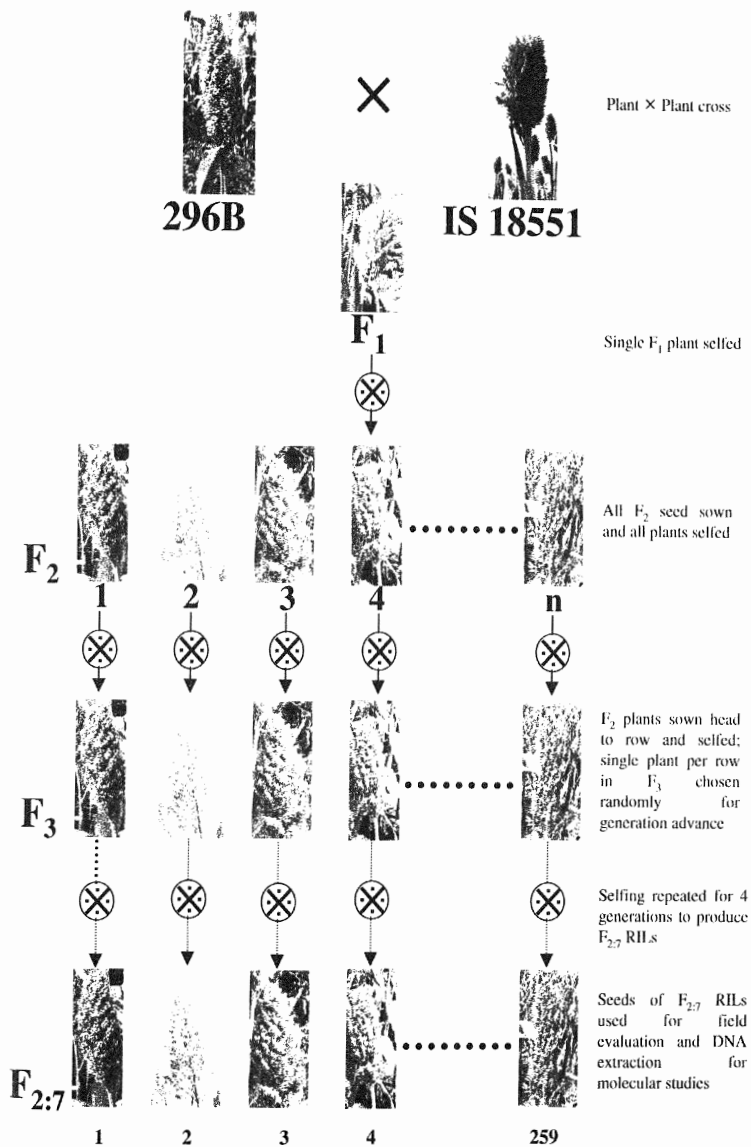 ×
Plant × Plant cross
296B
IS 18551
F₁
Single F₁ plant selfed
All F₂ seed sown
and all plants selfed
F₂
1 2 3 4 n
F₂ plants sown head
to row and selfed;
single plant per row
in F₃ chosen
randomly for
generation advance
F₃
Selfing repeated for 4
generations to produce
F₂:₇ RILs
Seeds of F₂:₇ RILs
used for field
evaluation and DNA
extraction for
molecular studies
F₂:₇
1 2 3 4 259